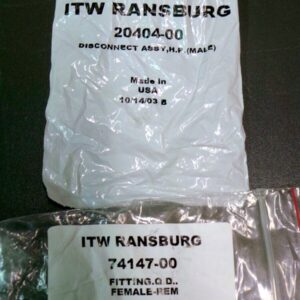 ITW RANSBURG
20404-00
DISCONNECT ASSY,H.P.(MALE)
Made in
USA
10/14/03 B
ITW RANSBURG
74147-00
FITTING.Q D..
FEMALE-REM